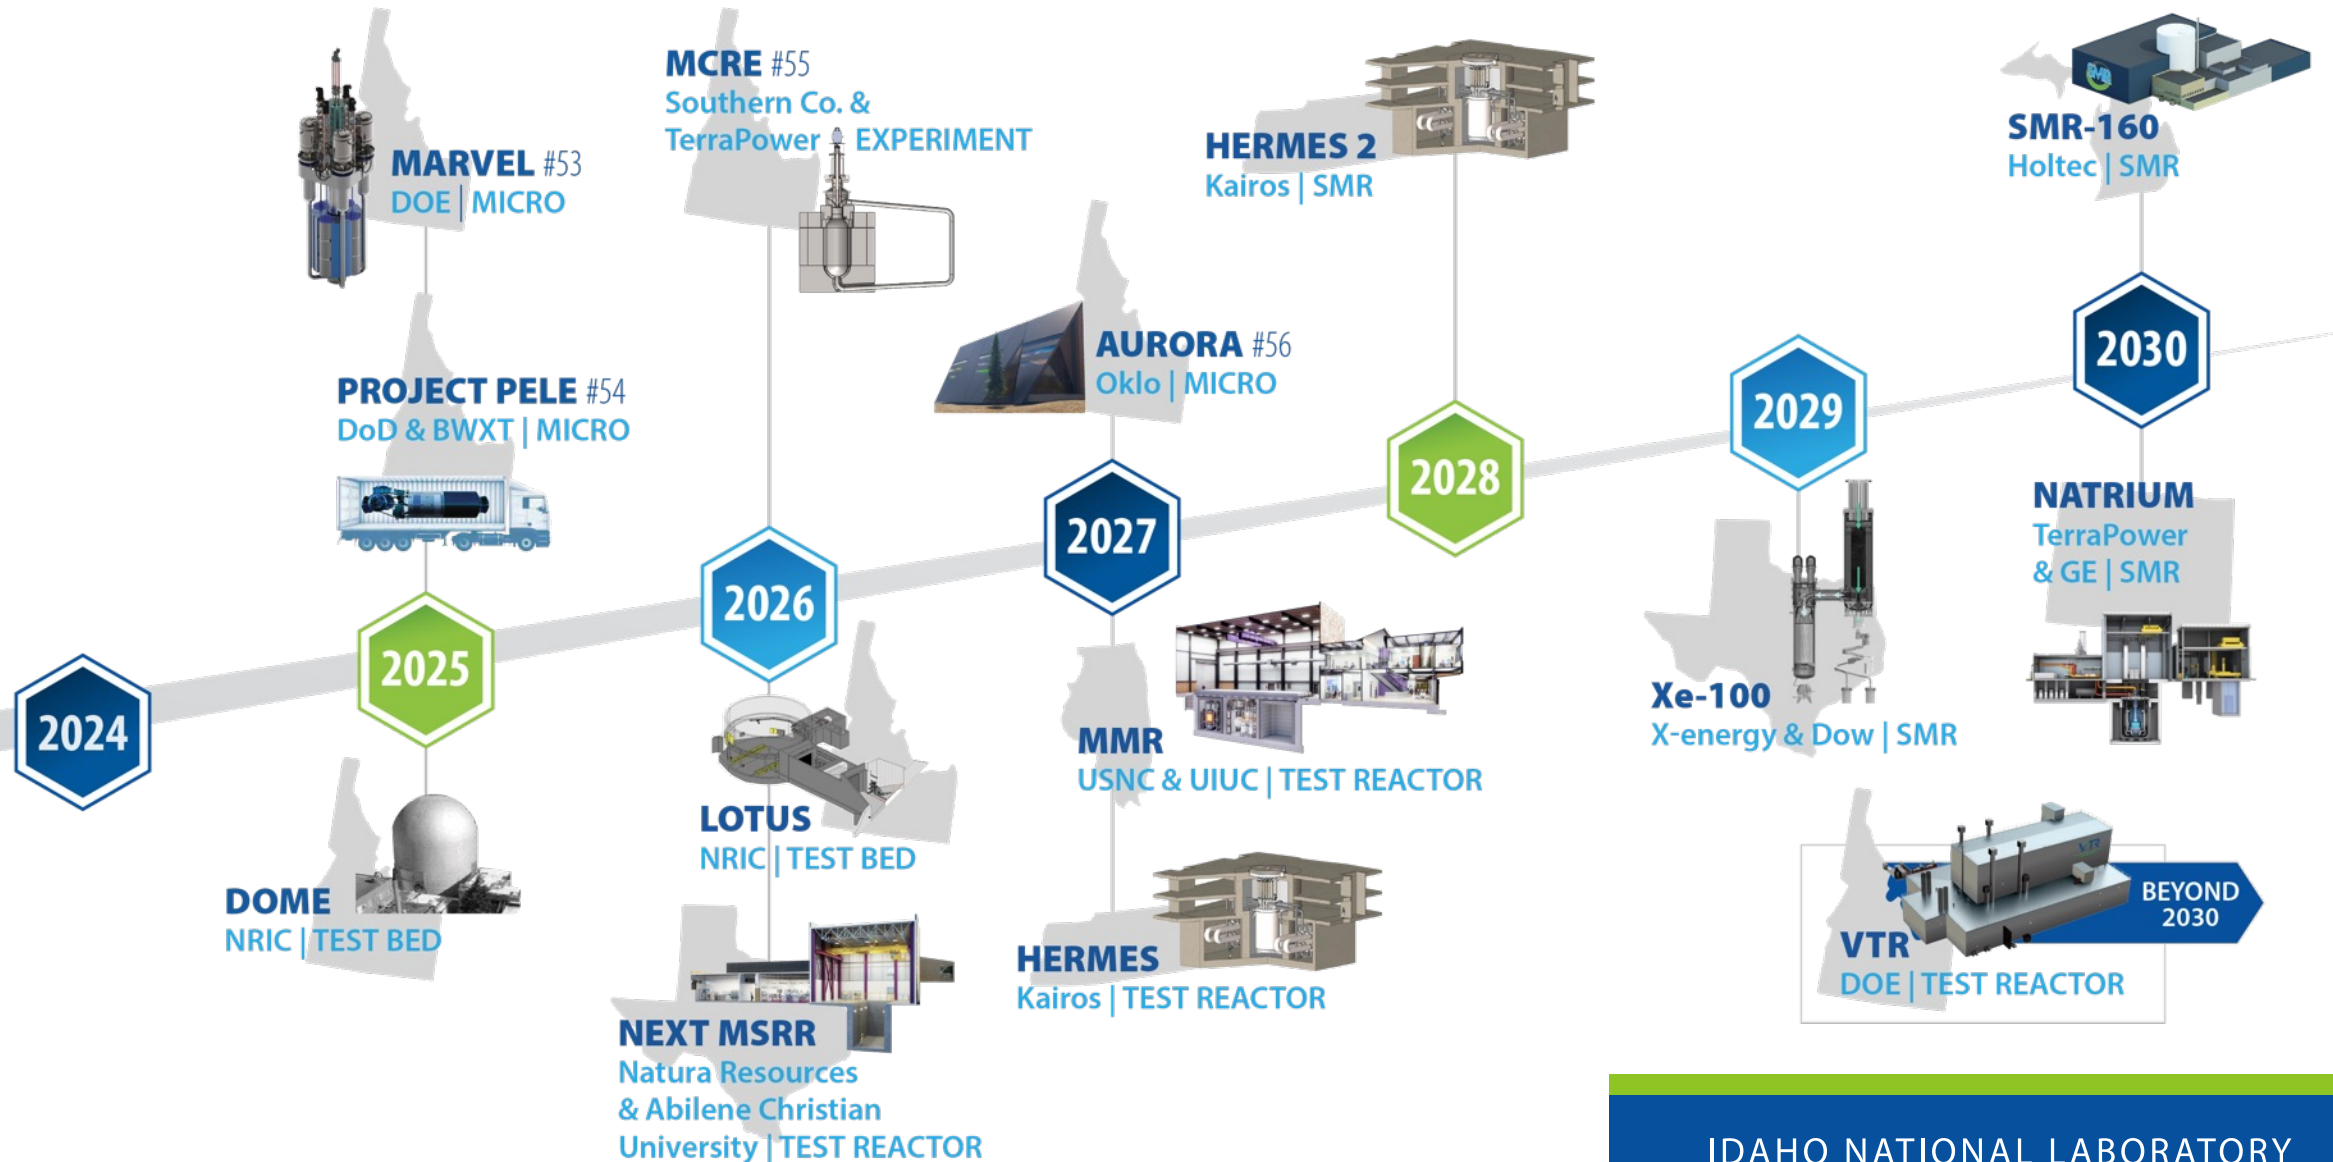 MARVEL #53
DOE | MICRO
PROJECT PELE #54
DoD & BWXT | MICRO
MCRE #55
Southern Co. &
TerraPower | EXPERIMENT
AURORA #56
Oklo | MICRO
HERMES 2
Kairos | SMR
SMR-160
Holtec | SMR
2024
2025
2026
2027
2028
2029
2030
DOME
NRIC | TEST BED
LOTUS
NRIC | TEST BED
NEXT MSRR
Natura Resources
& Abilene Christian
University | TEST REACTOR
MMR
USNC & UIUC | TEST REACTOR
HERMES
Kairos | TEST REACTOR
Xe-100
X-energy & Dow | SMR
NATRIUM
TerraPower
& GE | SMR
VTR
BEYOND
2030
VTR
DOE | TEST REACTOR
IDAHO NATIONAL LABORATORY